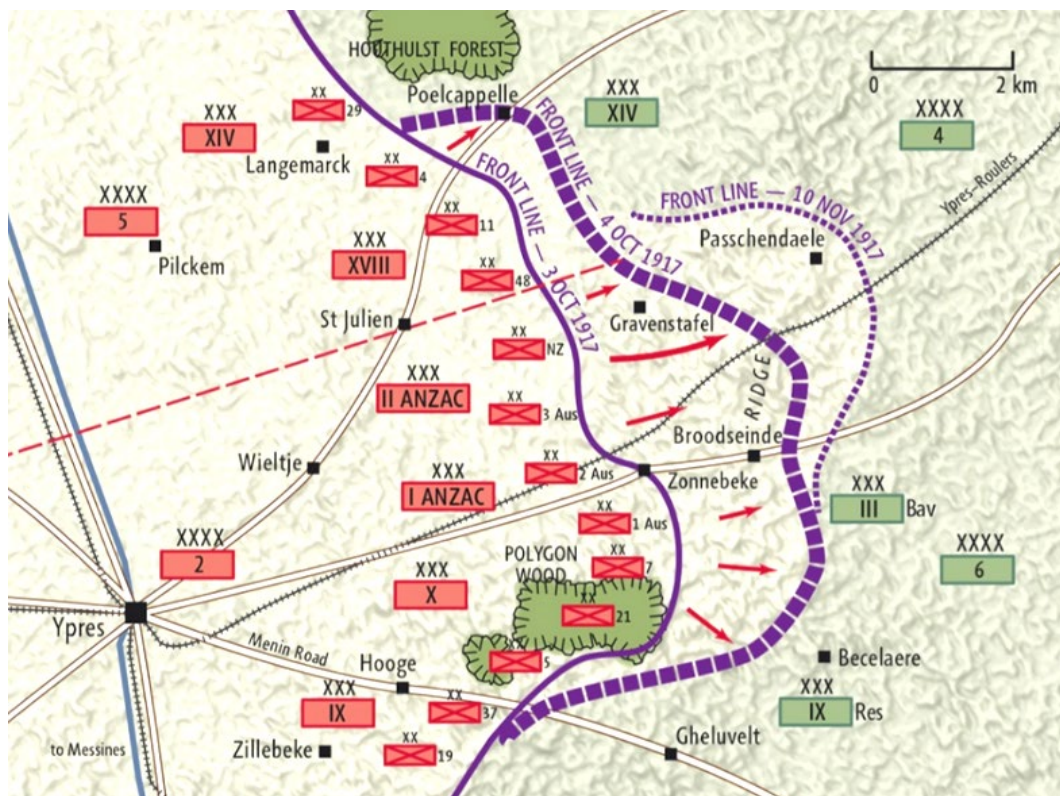 HOUTHULST FOREST
Poelcappelle
XX
29
XXX
XIV
Langemarck
XX
4
XXXX
5
Pilckem
XX
11
XXX
XVIII
XX
48
St Julien
XX
NZ
XXX
II ANZAC
XX
3 Aus
Wieltje
XX
2 Aus
XXX
I ANZAC
XX
1 Aus
XXXX
2
POLYGON
WOOD
XX
7
XXX
X
XX
21
Ypres
Menin Road
Hooge
XX
5
XXX
IX
XX
37
to Messines
Zillebeke
XX
19
FRONT LINE — 3 OCT 1917
FRONT LINE — 4 OCT 1917
FRONT LINE — 10 NOV 1917
XXX
XIV
0
2 km
XXXX
4
Ypres–Roulers
Passchendaele
Gravenstafel
RIDGE
Broodseinde
Zonnebeke
XXX
III
Bav
XXXX
6
Becelaere
XXX
IX
Res
Gheluvelt